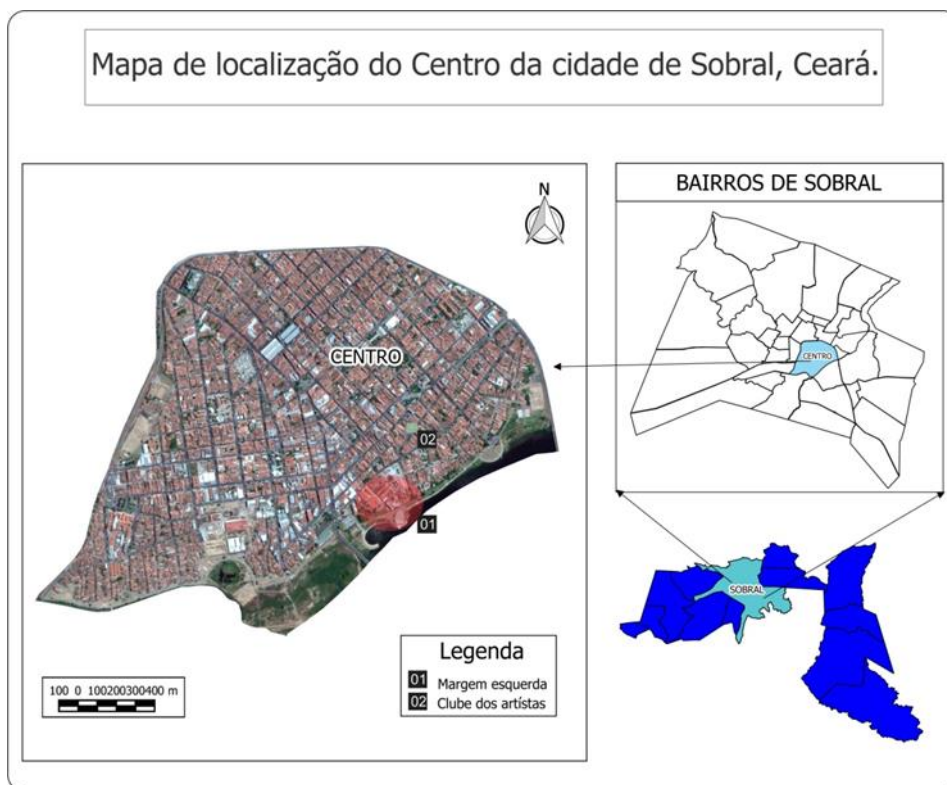 Mapa de localização do Centro da cidade de Sobral, Ceará.
N
CENTRO
02
01
Legenda
01 Margem esquerda
02 Clube dos artístas
100 0 100200300400 m
BAIRROS DE SOBRAL
CENTRO
SOBRAL